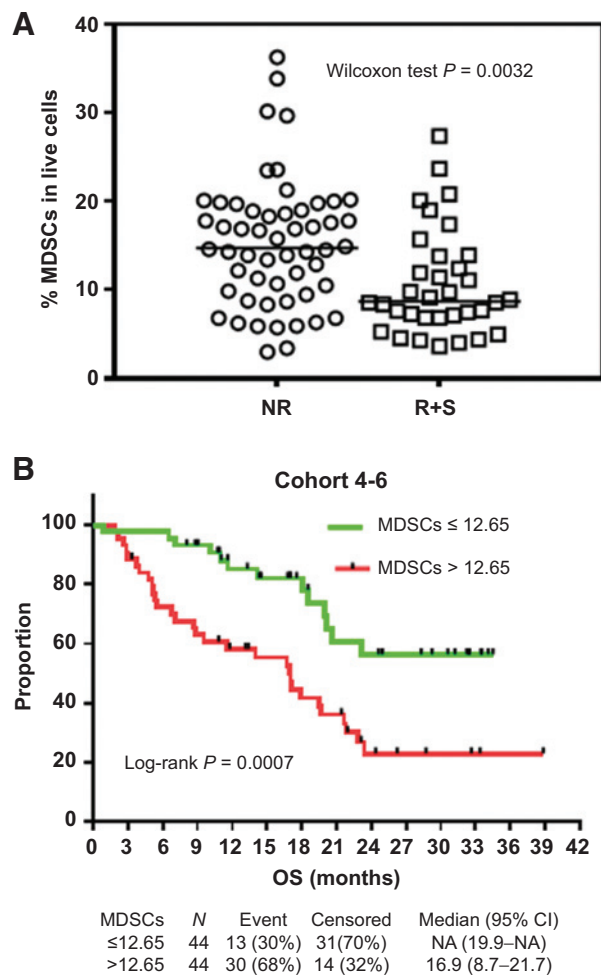 A
40
30
20
10
0
% MDSCs in live cells
Wilcoxon test P = 0.0032
NR R+S
B
Cohort 4-6
100
80
60
40
20
0
Proportion
MDSCs ≤ 12.65
MDSCs > 12.65
Log-rank P = 0.0007
0 3 6 9 12 15 18 21 24 27 30 33 36 39 42
OS (months)
MDSCs N Event Censored Median (95% CI)
≤12.65 44 13 (30%) 31(70%) NA (19.9–NA)
>12.65 44 30 (68%) 14 (32%) 16.9 (8.7–21.7)